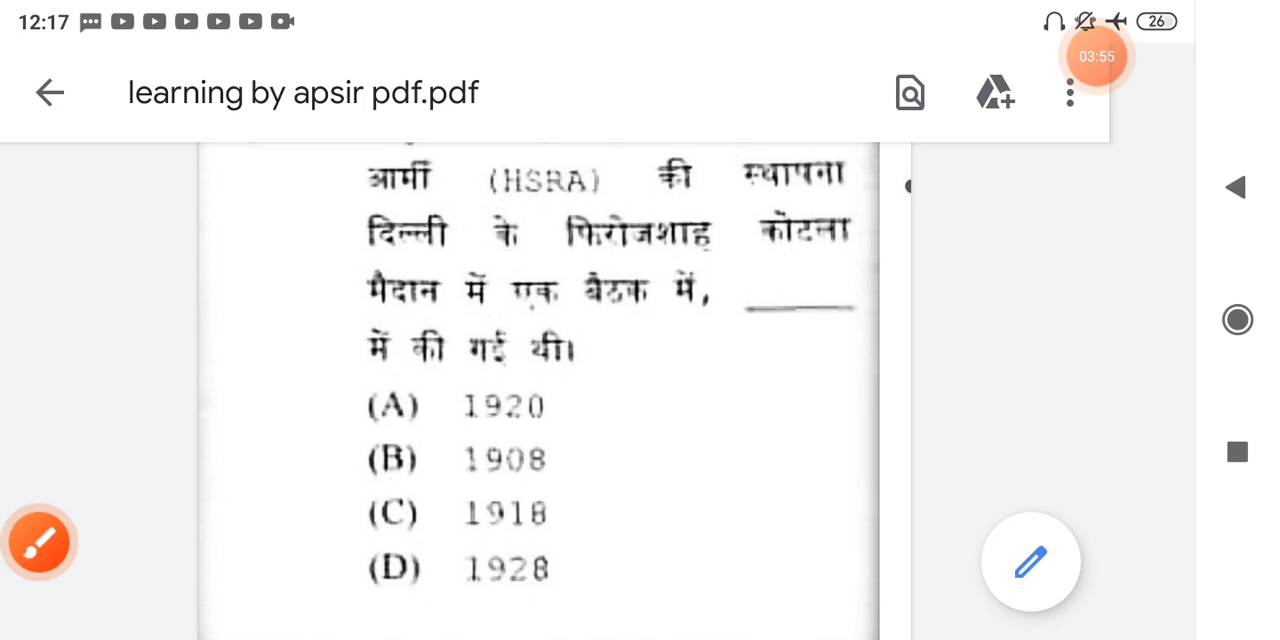 12:17
26
03:55
learning by apsir pdf.pdf
आर्मी (HSRA) की स्थापना
दिल्ली के फिरोजशाह कोटला
मैदान में एक बैठक में, ________
में की गई थी।
(A) 1920
(B) 1908
(C) 1918
(D) 1928